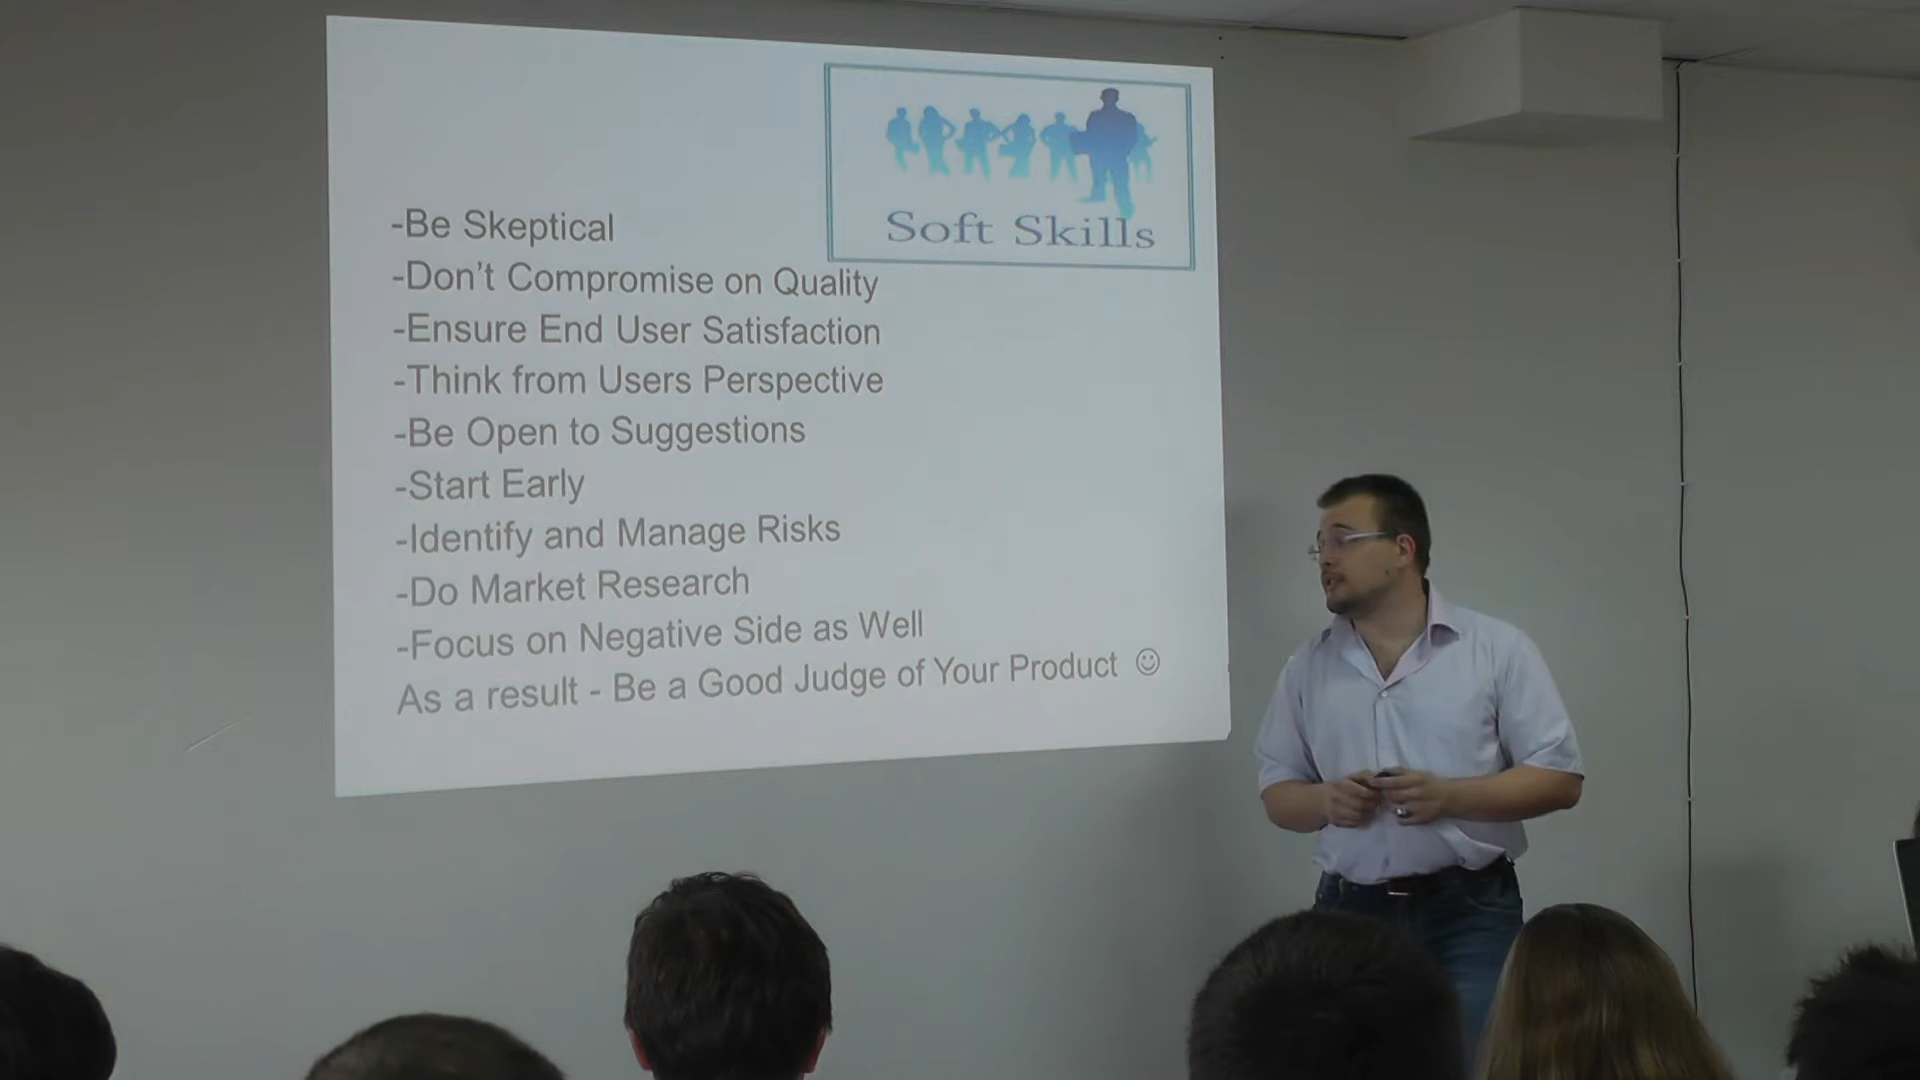 Soft Skills
-Be Skeptical
-Don't Compromise on Quality
-Ensure End User Satisfaction
-Think from Users Perspective
-Be Open to Suggestions
-Start Early
-Identify and Manage Risks
-Do Market Research
-Focus on Negative Side as Well
As a result - Be a Good Judge of Your Product ☺